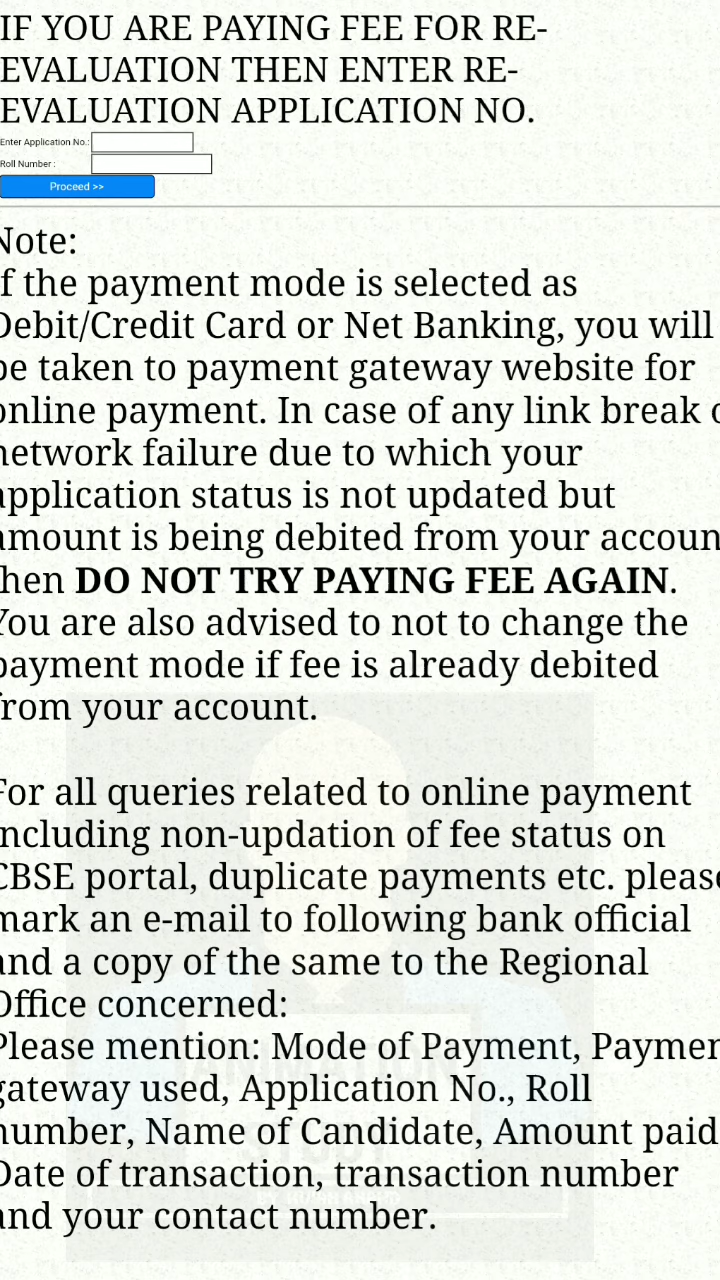 IF YOU ARE PAYING FEE FOR RE-
EVALUATION THEN ENTER RE-
EVALUATION APPLICATION NO.
Enter Application No.:
Roll Number :
Proceed >>
Note:
If the payment mode is selected as
Debit/Credit Card or Net Banking, you will
be taken to payment gateway website for
online payment. In case of any link break o
network failure due to which your
application status is not updated but
amount is being debited from your accoun
then DO NOT TRY PAYING FEE AGAIN.
You are also advised to not to change the
payment mode if fee is already debited
from your account.
For all queries related to online payment
including non-updation of fee status on
CBSE portal, duplicate payments etc. please
mark an e-mail to following bank official
and a copy of the same to the Regional
Office concerned:
Please mention: Mode of Payment, Paymen
gateway used, Application No., Roll
number, Name of Candidate, Amount paid
Date of transaction, transaction number
and your contact number.
ANIMATION
STUDY